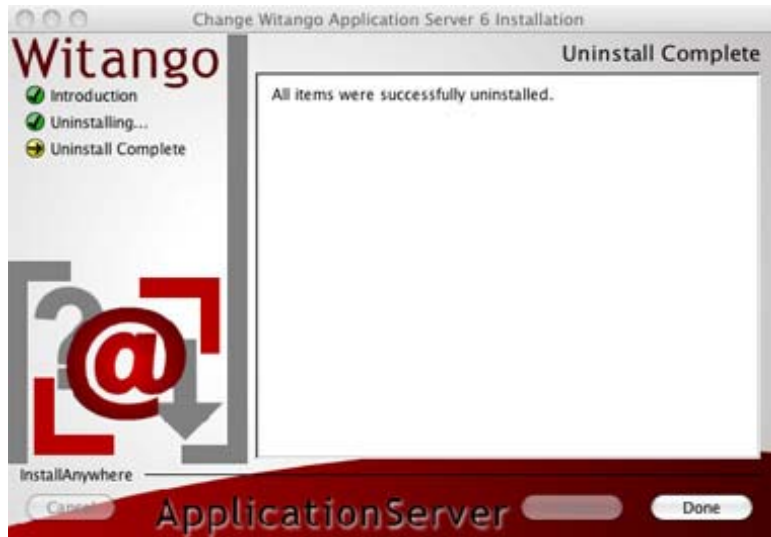 Change Witango Application Server 6 Installation
Witango
Uninstall Complete
Introduction
Uninstalling...
Uninstall Complete
All items were successfully uninstalled.
@
InstallAnywhere
Cancel
ApplicationServer
Done